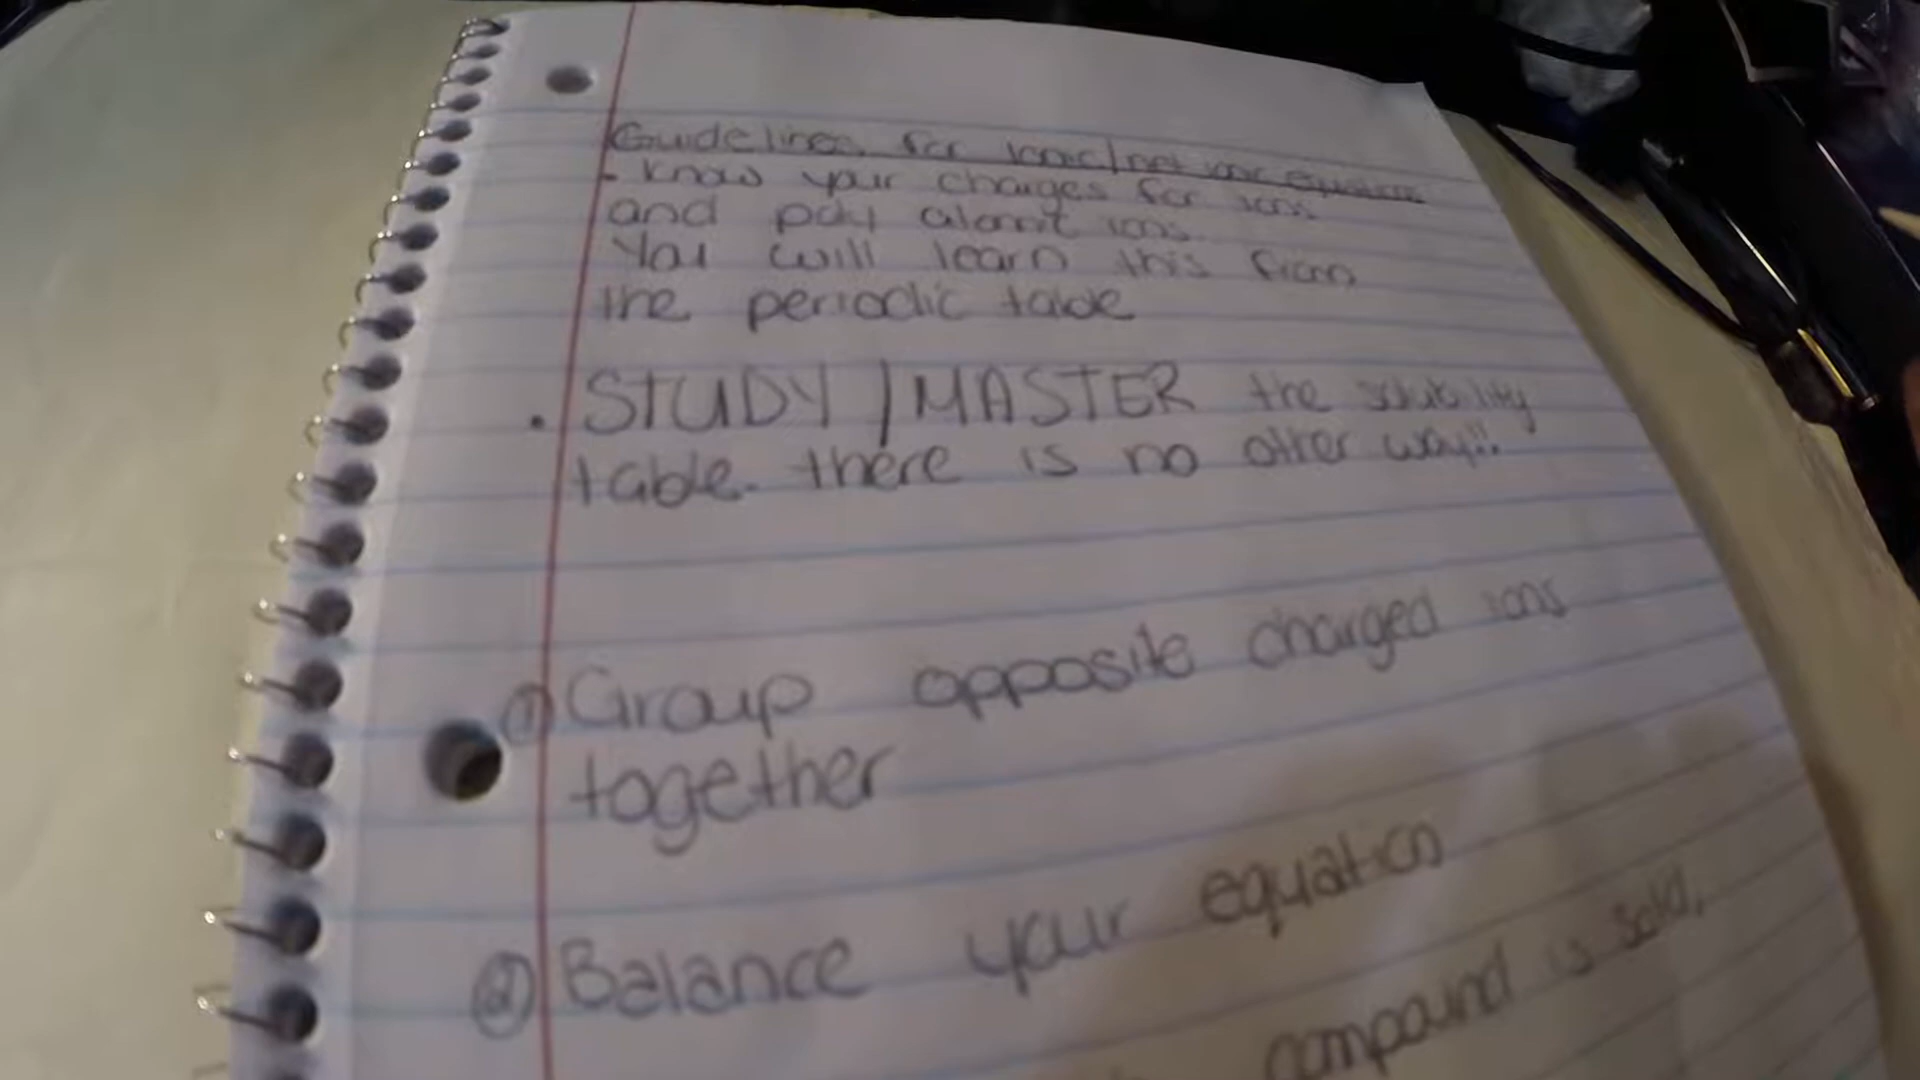 Guidelines for ionic/net ionic equations
• Know your charges for ions
and poly atomic ions.
You will learn this from
the periodic table
• STUDY/MASTER the solubility
table. there is no other way!!
① Group opposite charged ions
together
② Balance your equation
compound is solid,